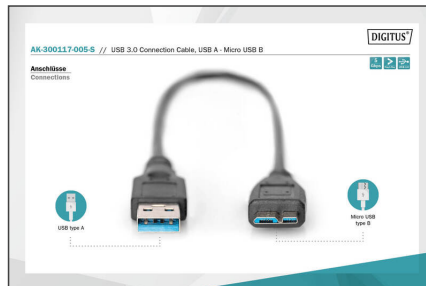 DIGITUS®
AK-300117-005-S // USB 3.0 Connection Cable, USB A - Micro USB B
Anschlüsse
Connections
USB type A
Micro USB
type B